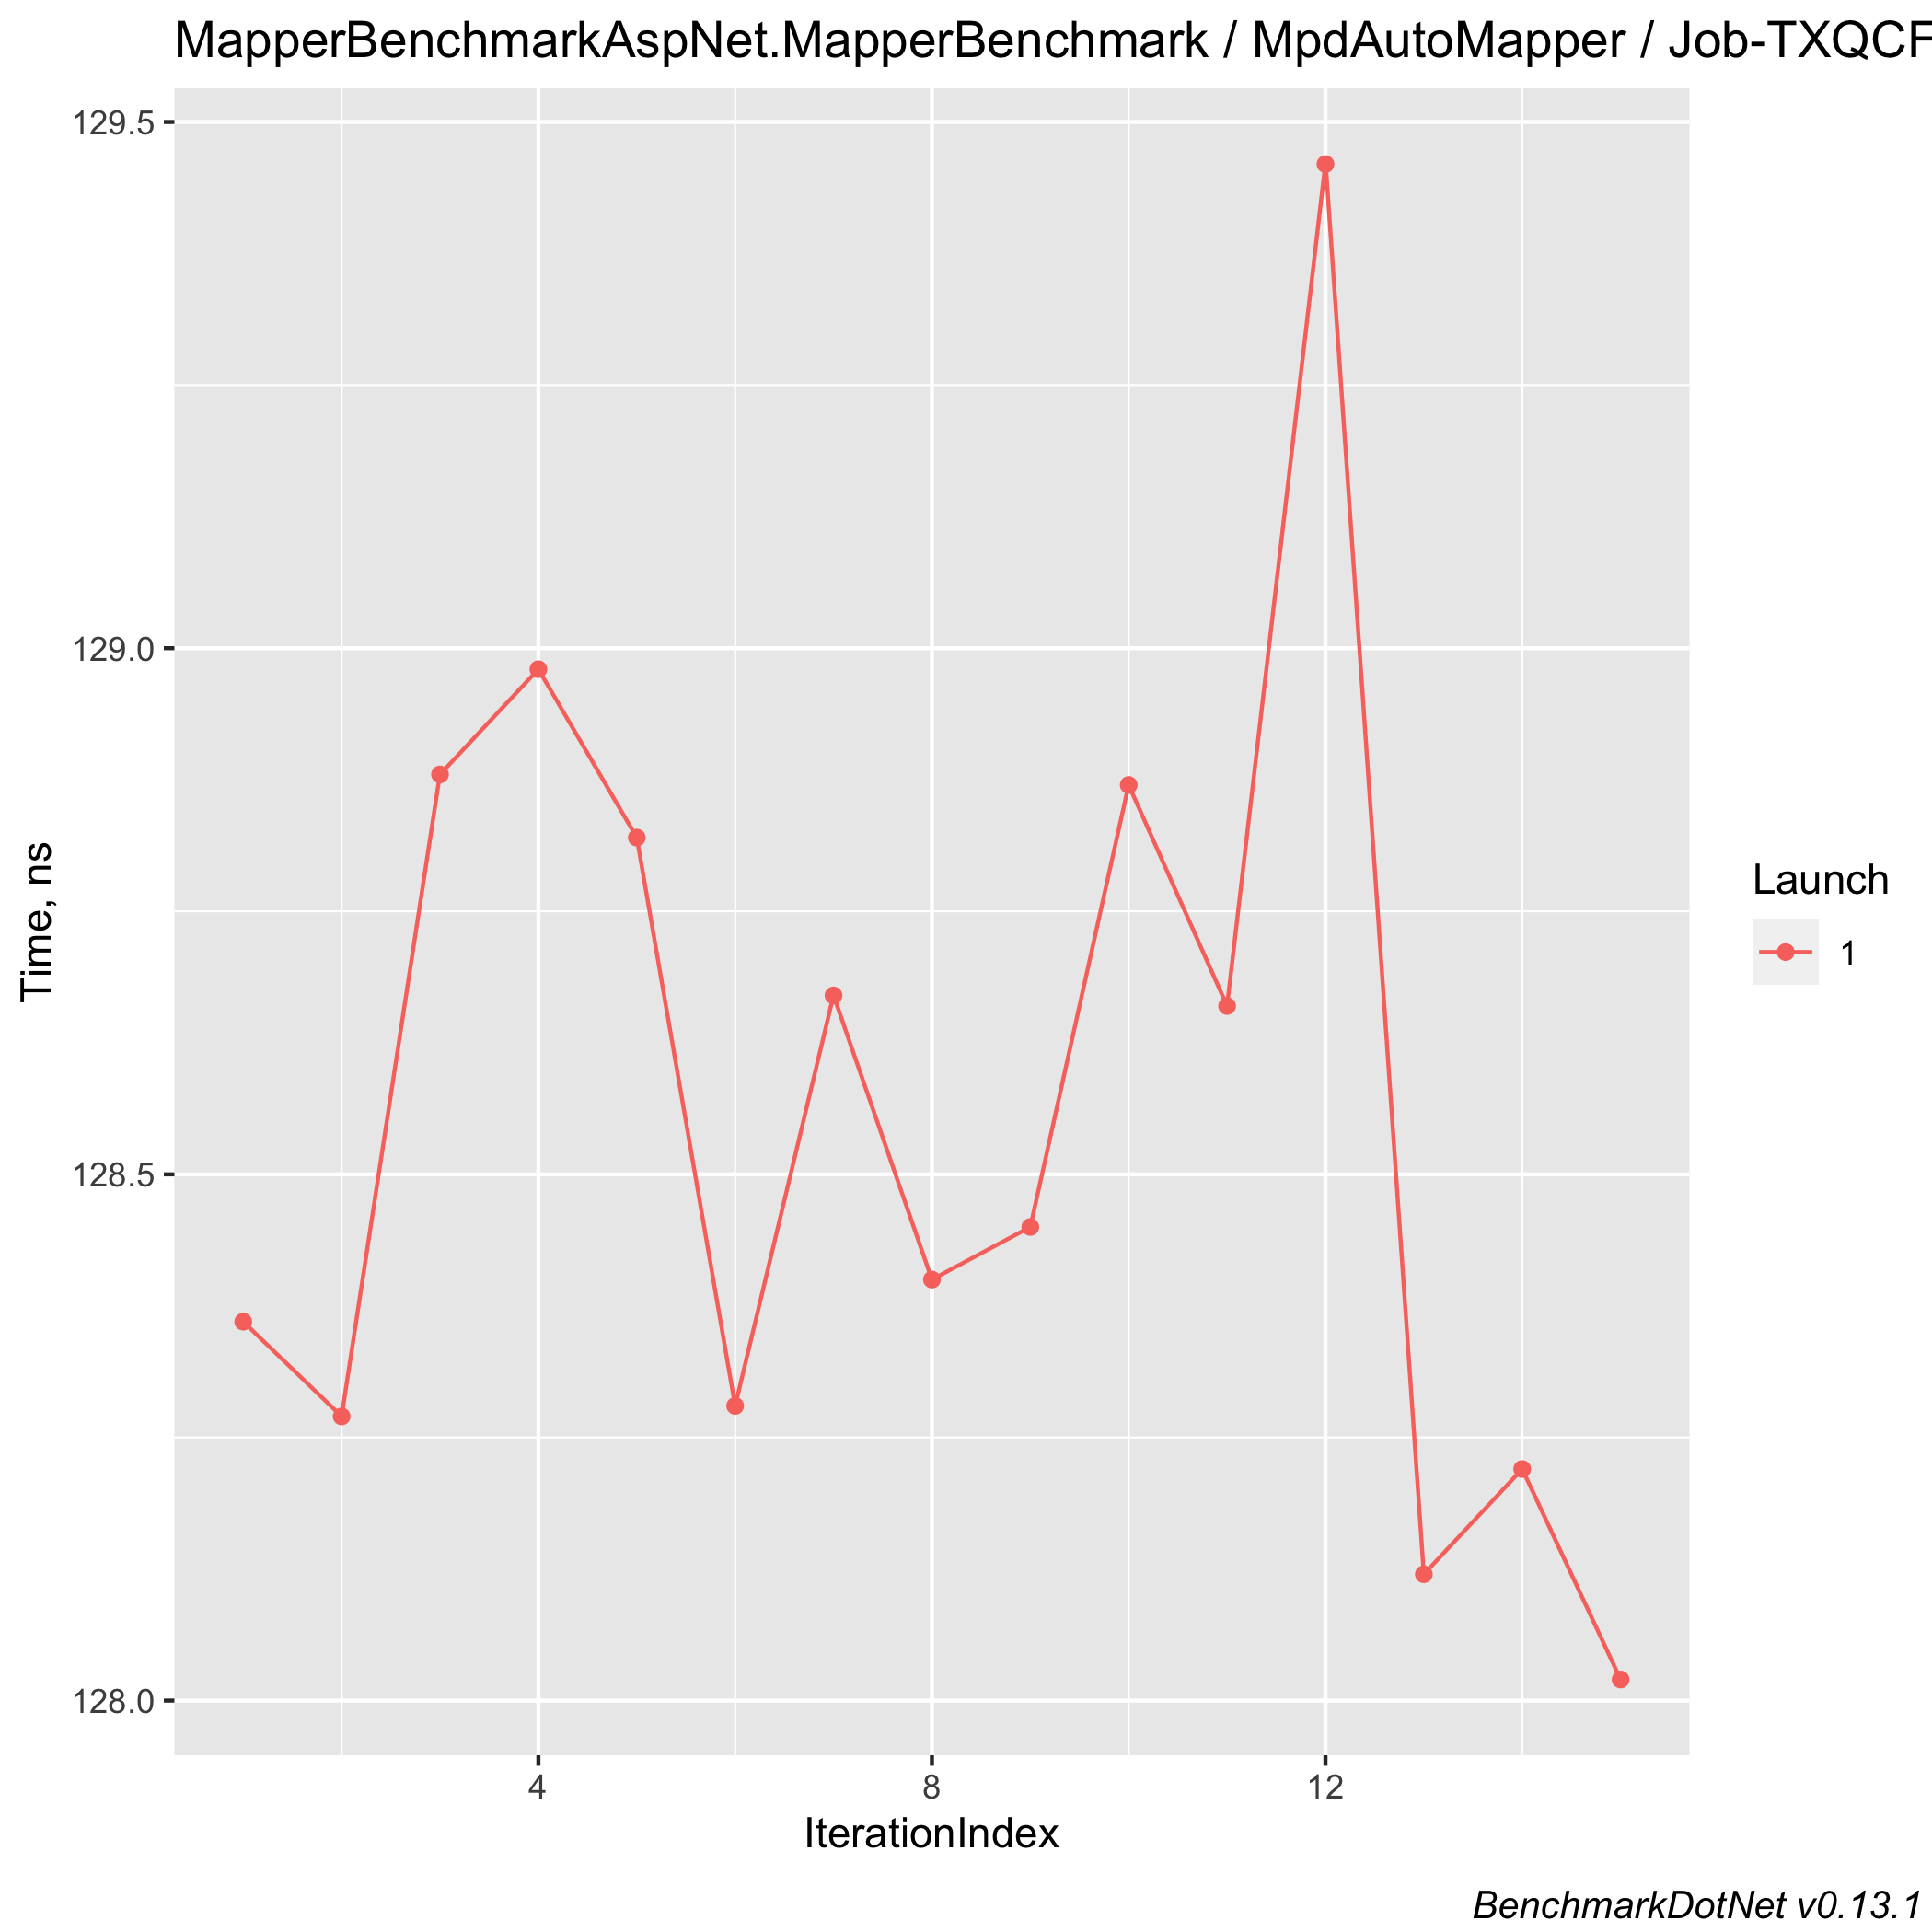 MapperBenchmarkAspNet.MapperBenchmark / MpdAutoMapper / Job-TXQCF
129.5
129.0
128.5
128.0
Time, ns
4 8 12
IterationIndex
Launch
1
BenchmarkDotNet v0.13.1